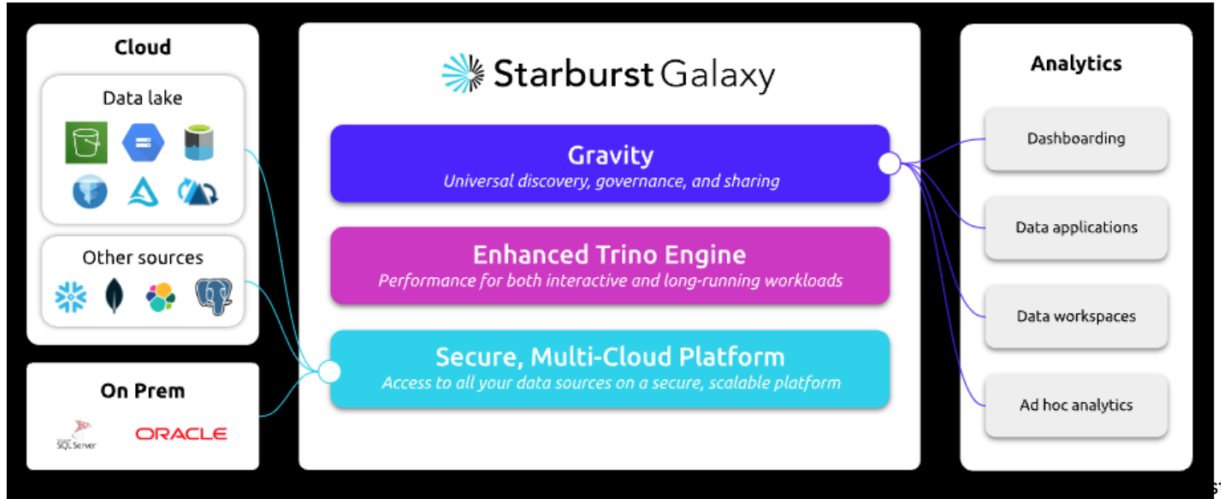 Cloud
Data lake
Other sources
On Prem
SQL Server
ORACLE
Starburst Galaxy
Gravity
Universal discovery, governance, and sharing
Enhanced Trino Engine
Performance for both interactive and long-running workloads
Secure, Multi-Cloud Platform
Access to all your data sources on a secure, scalable platform
Analytics
Dashboarding
Data applications
Data workspaces
Ad hoc analytics